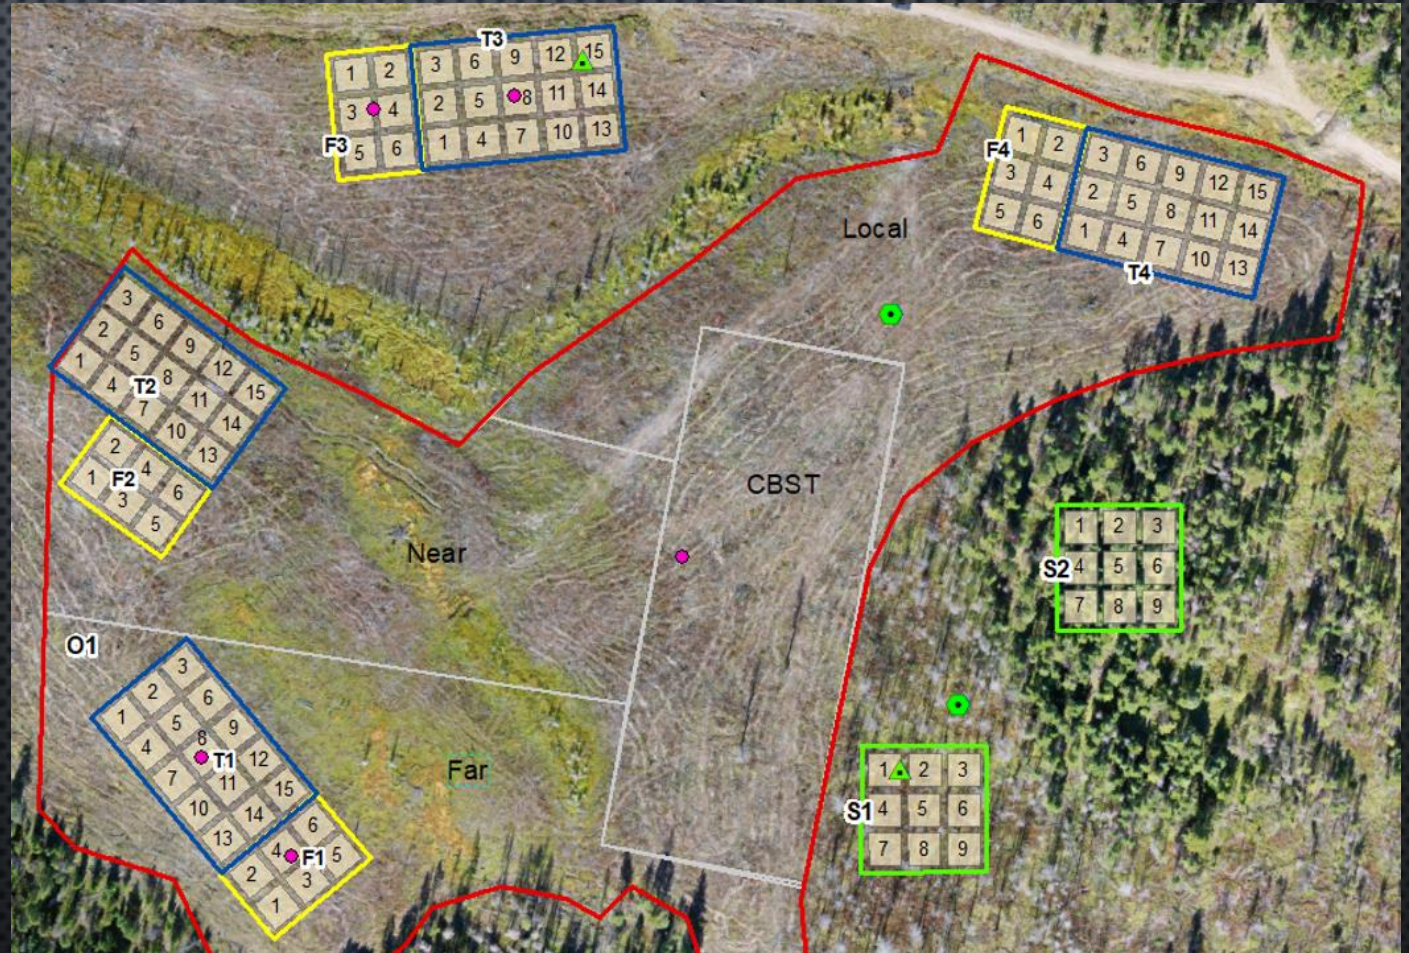 T3
1 2 3 6 9 12 15
3 4 2 5 8 11 14
F3
5 6 1 4 7 10 13
F4
1 2 3 6 9 12 15
3 4 2 5 8 11 14
5 6 1 4 7 10 13
T4
Local
3 6 9 12 15
2 5 8 11 14
1 4 7 10 13
T2
2 4 6
1 3 5
F2
CBST
Near
1 2 3
S2
4 5 6
7 8 9
O1
3 6 9 12 15
2 5 8 11 14
1 4 7 10 13
T1
Far
6 5
4 3
2 1
F1
1 2 3
S1
4 5 6
7 8 9